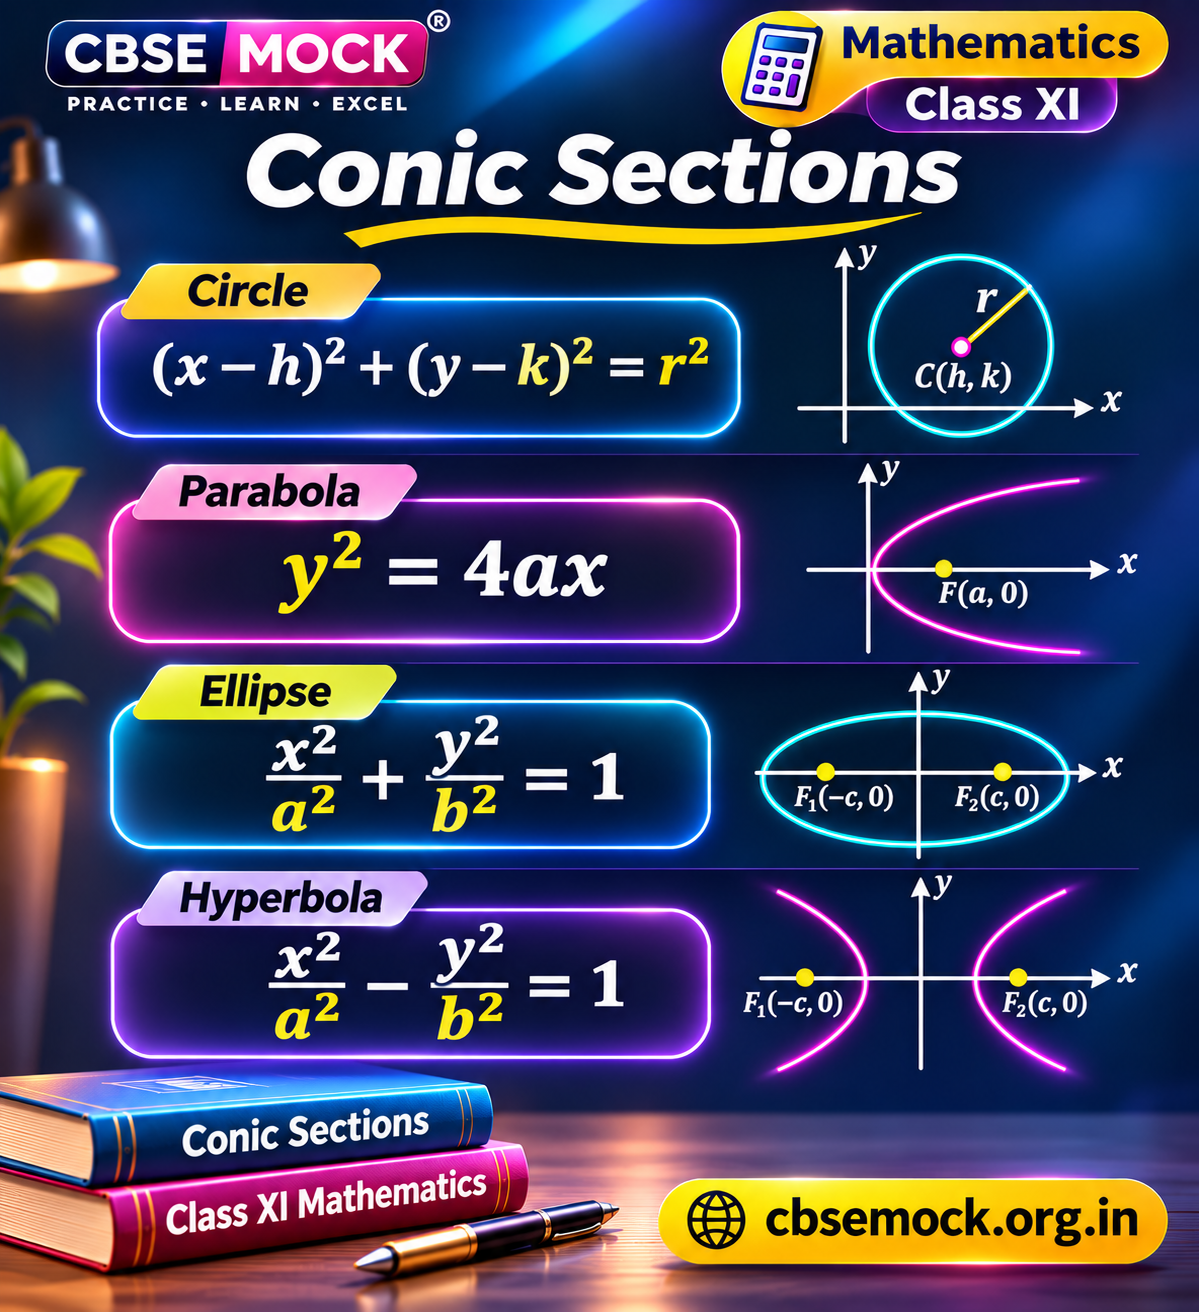 CBSE MOCK ®
PRACTICE • LEARN • EXCEL
Mathematics
Class XI
Conic Sections
Circle
(x − h)² + (y − k)² = r²
y
r
C(h, k)
x
Parabola
y² = 4ax
y
x
F(a, 0)
Ellipse
x²/a² + y²/b² = 1
y
x
F₁(−c, 0)
F₂(c, 0)
Hyperbola
x²/a² − y²/b² = 1
y
x
F₁(−c, 0)
F₂(c, 0)
Conic Sections
Class XI Mathematics
cbsemock.org.in